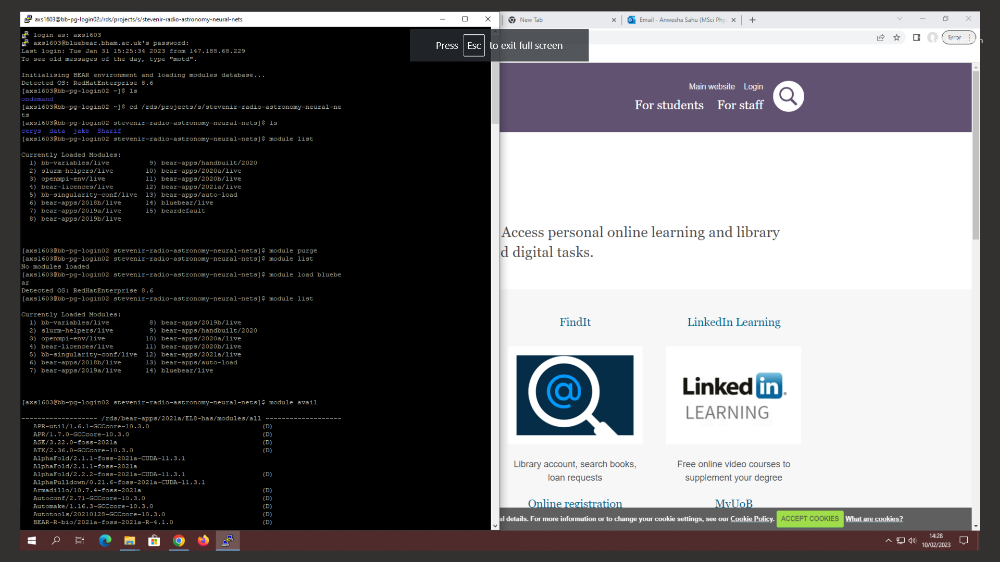 axs1603@bb-pg-login02:/rds/projects/s/stevenir-radio-astronomy-neural-nets
login as: axs1603
axs1603@bluebear.bham.ac.uk's password:
Last login: Tue Jan 31 15:25:34 2023 from 147.188.68.229
To see old messages of the day, type "motd".
Initialising BEAR environment and loading modules database...
Detected OS: RedHatEnterprise 8.6
[axs1603@bb-pg-login02 ~]$ ls
ondemand
[axs1603@bb-pg-login02 ~]$ cd /rds/projects/s/stevenir-radio-astronomy-neural-ne
ts
[axs1603@bb-pg-login02 stevenir-radio-astronomy-neural-nets]$ ls
cerys  data  jake  Sharif
[axs1603@bb-pg-login02 stevenir-radio-astronomy-neural-nets]$ module list
Currently Loaded Modules:
1) bb-variables/live 9) bear-apps/handbuilt/2020
2) slurm-helpers/live 10) bear-apps/2020a/live
3) openmpi-env/live 11) bear-apps/2020b/live
4) bear-licences/live 12) bear-apps/2021a/live
5) bb-singularity-conf/live 13) bear-apps/auto-load
6) bear-apps/2018b/live 14) bluebear/live
7) bear-apps/2019a/live 15) beardefault
8) bear-apps/2019b/live
[axs1603@bb-pg-login02 stevenir-radio-astronomy-neural-nets]$ module purge
[axs1603@bb-pg-login02 stevenir-radio-astronomy-neural-nets]$ module list
No modules loaded
[axs1603@bb-pg-login02 stevenir-radio-astronomy-neural-nets]$ module load bluebe
ar
Detected OS: RedHatEnterprise 8.6
[axs1603@bb-pg-login02 stevenir-radio-astronomy-neural-nets]$ module list
Currently Loaded Modules:
1) bb-variables/live 8) bear-apps/2019b/live
2) slurm-helpers/live 9) bear-apps/handbuilt/2020
3) openmpi-env/live 10) bear-apps/2020a/live
4) bear-licences/live 11) bear-apps/2020b/live
5) bb-singularity-conf/live 12) bear-apps/2021a/live
6) bear-apps/2018b/live 13) bear-apps/auto-load
7) bear-apps/2019a/live 14) bluebear/live
[axs1603@bb-pg-login02 stevenir-radio-astronomy-neural-nets]$ module avail
------------------- /rds/bear-apps/2021a/EL8-has/modules/all -------------------
APR-util/1.6.1-GCCcore-10.3.0 (D)
APR/1.7.0-GCCcore-10.3.0 (D)
ASE/3.22.0-foss-2021a (D)
ATK/2.36.0-GCCcore-10.3.0 (D)
AlphaFold/2.1.1-foss-2021a-CUDA-11.3.1
AlphaFold/2.1.1-foss-2021a
AlphaFold/2.2.2-foss-2021a-CUDA-11.3.1 (D)
AlphaPulldown/0.21.6-foss-2021a-CUDA-11.3.1
Armadillo/10.7.4-foss-2021a (D)
Autoconf/2.71-GCCcore-10.3.0 (D)
Automake/1.16.3-GCCcore-10.3.0 (D)
Autotools/20210128-GCCcore-10.3.0 (D)
BEAR-R-bio/2021a-foss-2021a-R-4.1.0 (D)
Press Esc to exit full screen
New Tab
Email - Anwesha Sahu (MSci Phy
Error
Main website Login
For students For staff
Access personal online learning and library
d digital tasks.
FindIt
LinkedIn Learning
@
Linked in
LEARNING
Library account, search books,
loan requests
Free online video courses to
supplement your degree
Online registration
MyUoB
al details. For more information or to change your cookie settings, see our Cookie Policy. ACCEPT COOKIES What are cookies?
14:28
10/02/2023